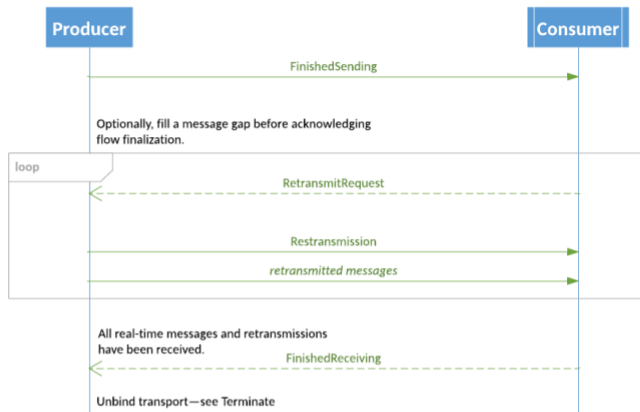 Producer
Consumer
FinishedSending
Optionally, fill a message gap before acknowledging
flow finalization.
loop
RetransmitRequest
Restransmission
retransmitted messages
All real-time messages and retransmissions
have been received.
FinishedReceiving
Unbind transport—see Terminate